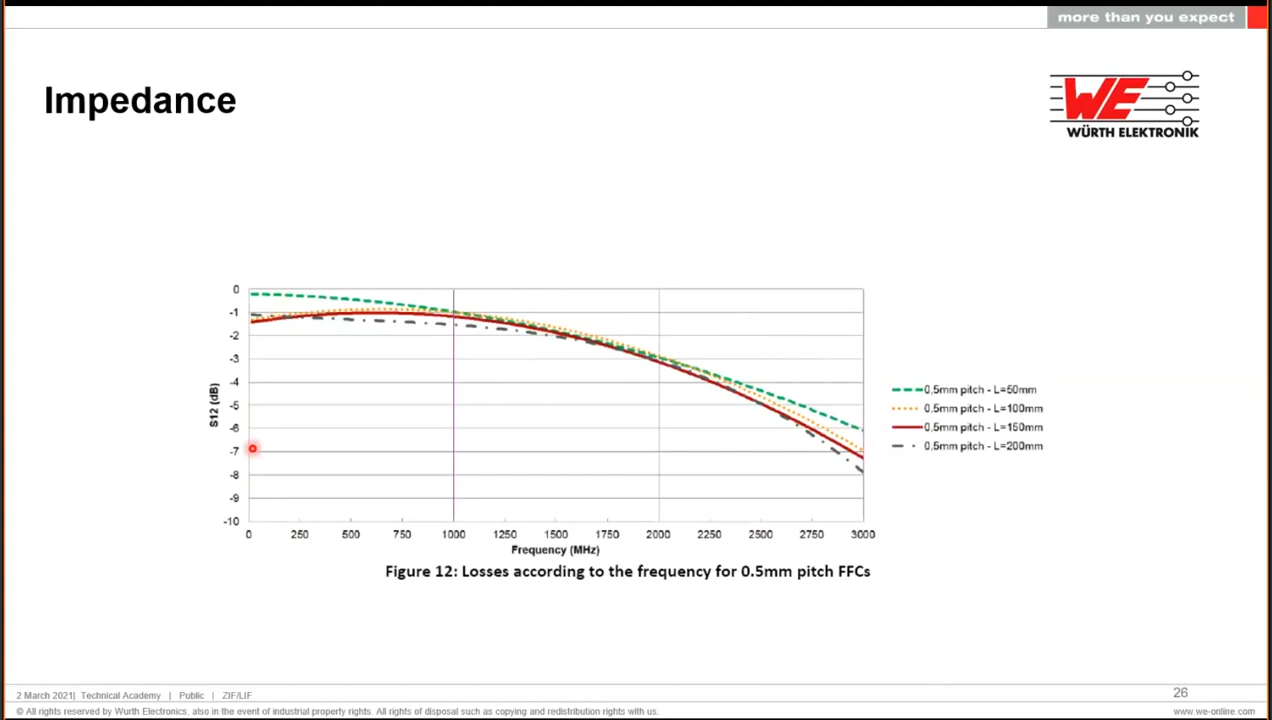 more than you expect
Impedance
WE
WÜRTH ELEKTRONIK
0
-1
-2
-3
-4
-5
-6
-7
-8
-9
-10
S12 (dB)
0 250 500 750 1000 1250 1500 1750 2000 2250 2500 2750 3000
Frequency (MHz)
0,5mm pitch - L=50mm
0,5mm pitch - L=100mm
0,5mm pitch - L=150mm
0,5mm pitch - L=200mm
Figure 12: Losses according to the frequency for 0.5mm pitch FFCs
2 March 2021| Technical Academy | Public | ZIF/LIF
26
© All rights reserved by Wurth Electronics, also in the event of industrial property rights. All rights of disposal such as copying and redistribution rights with us.
www.we-online.com